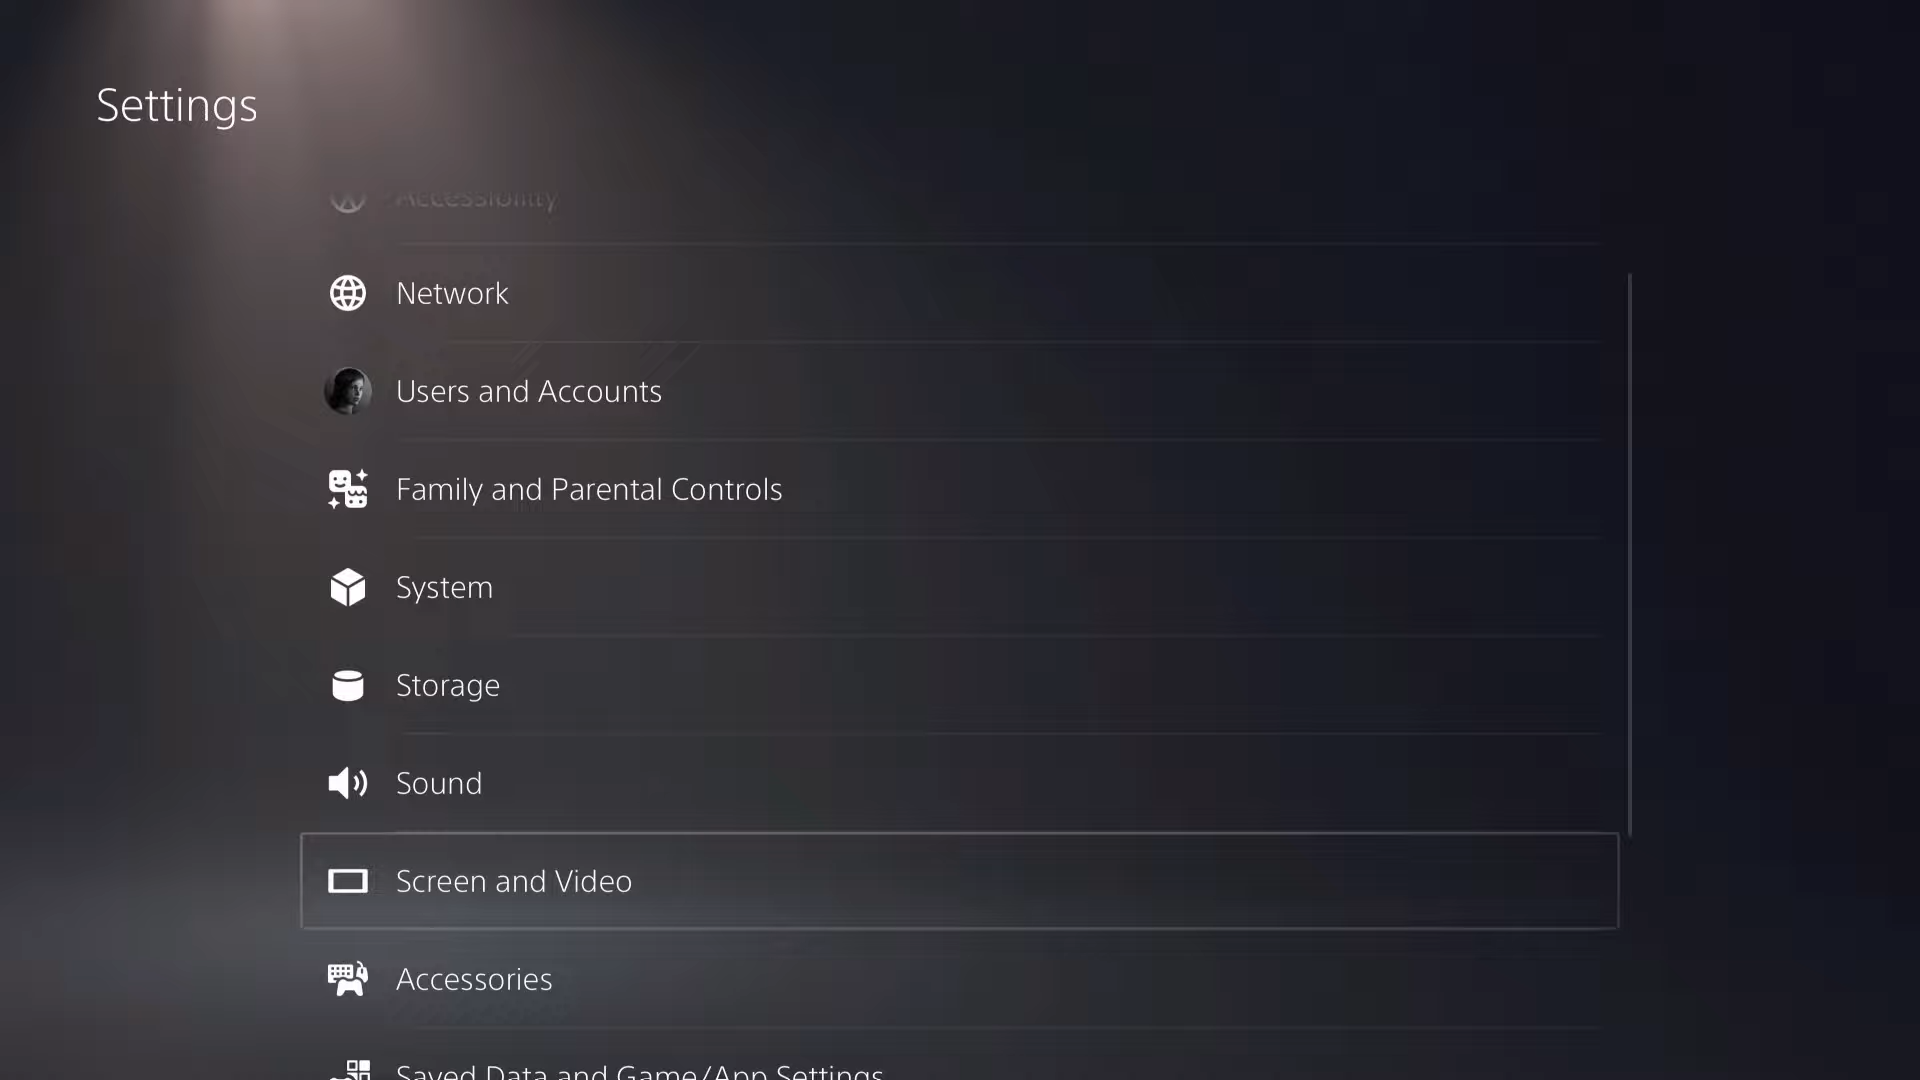 Settings
Accessibility
Network
Users and Accounts
Family and Parental Controls
System
Storage
Sound
Screen and Video
Accessories
Saved Data and Game/App Settings